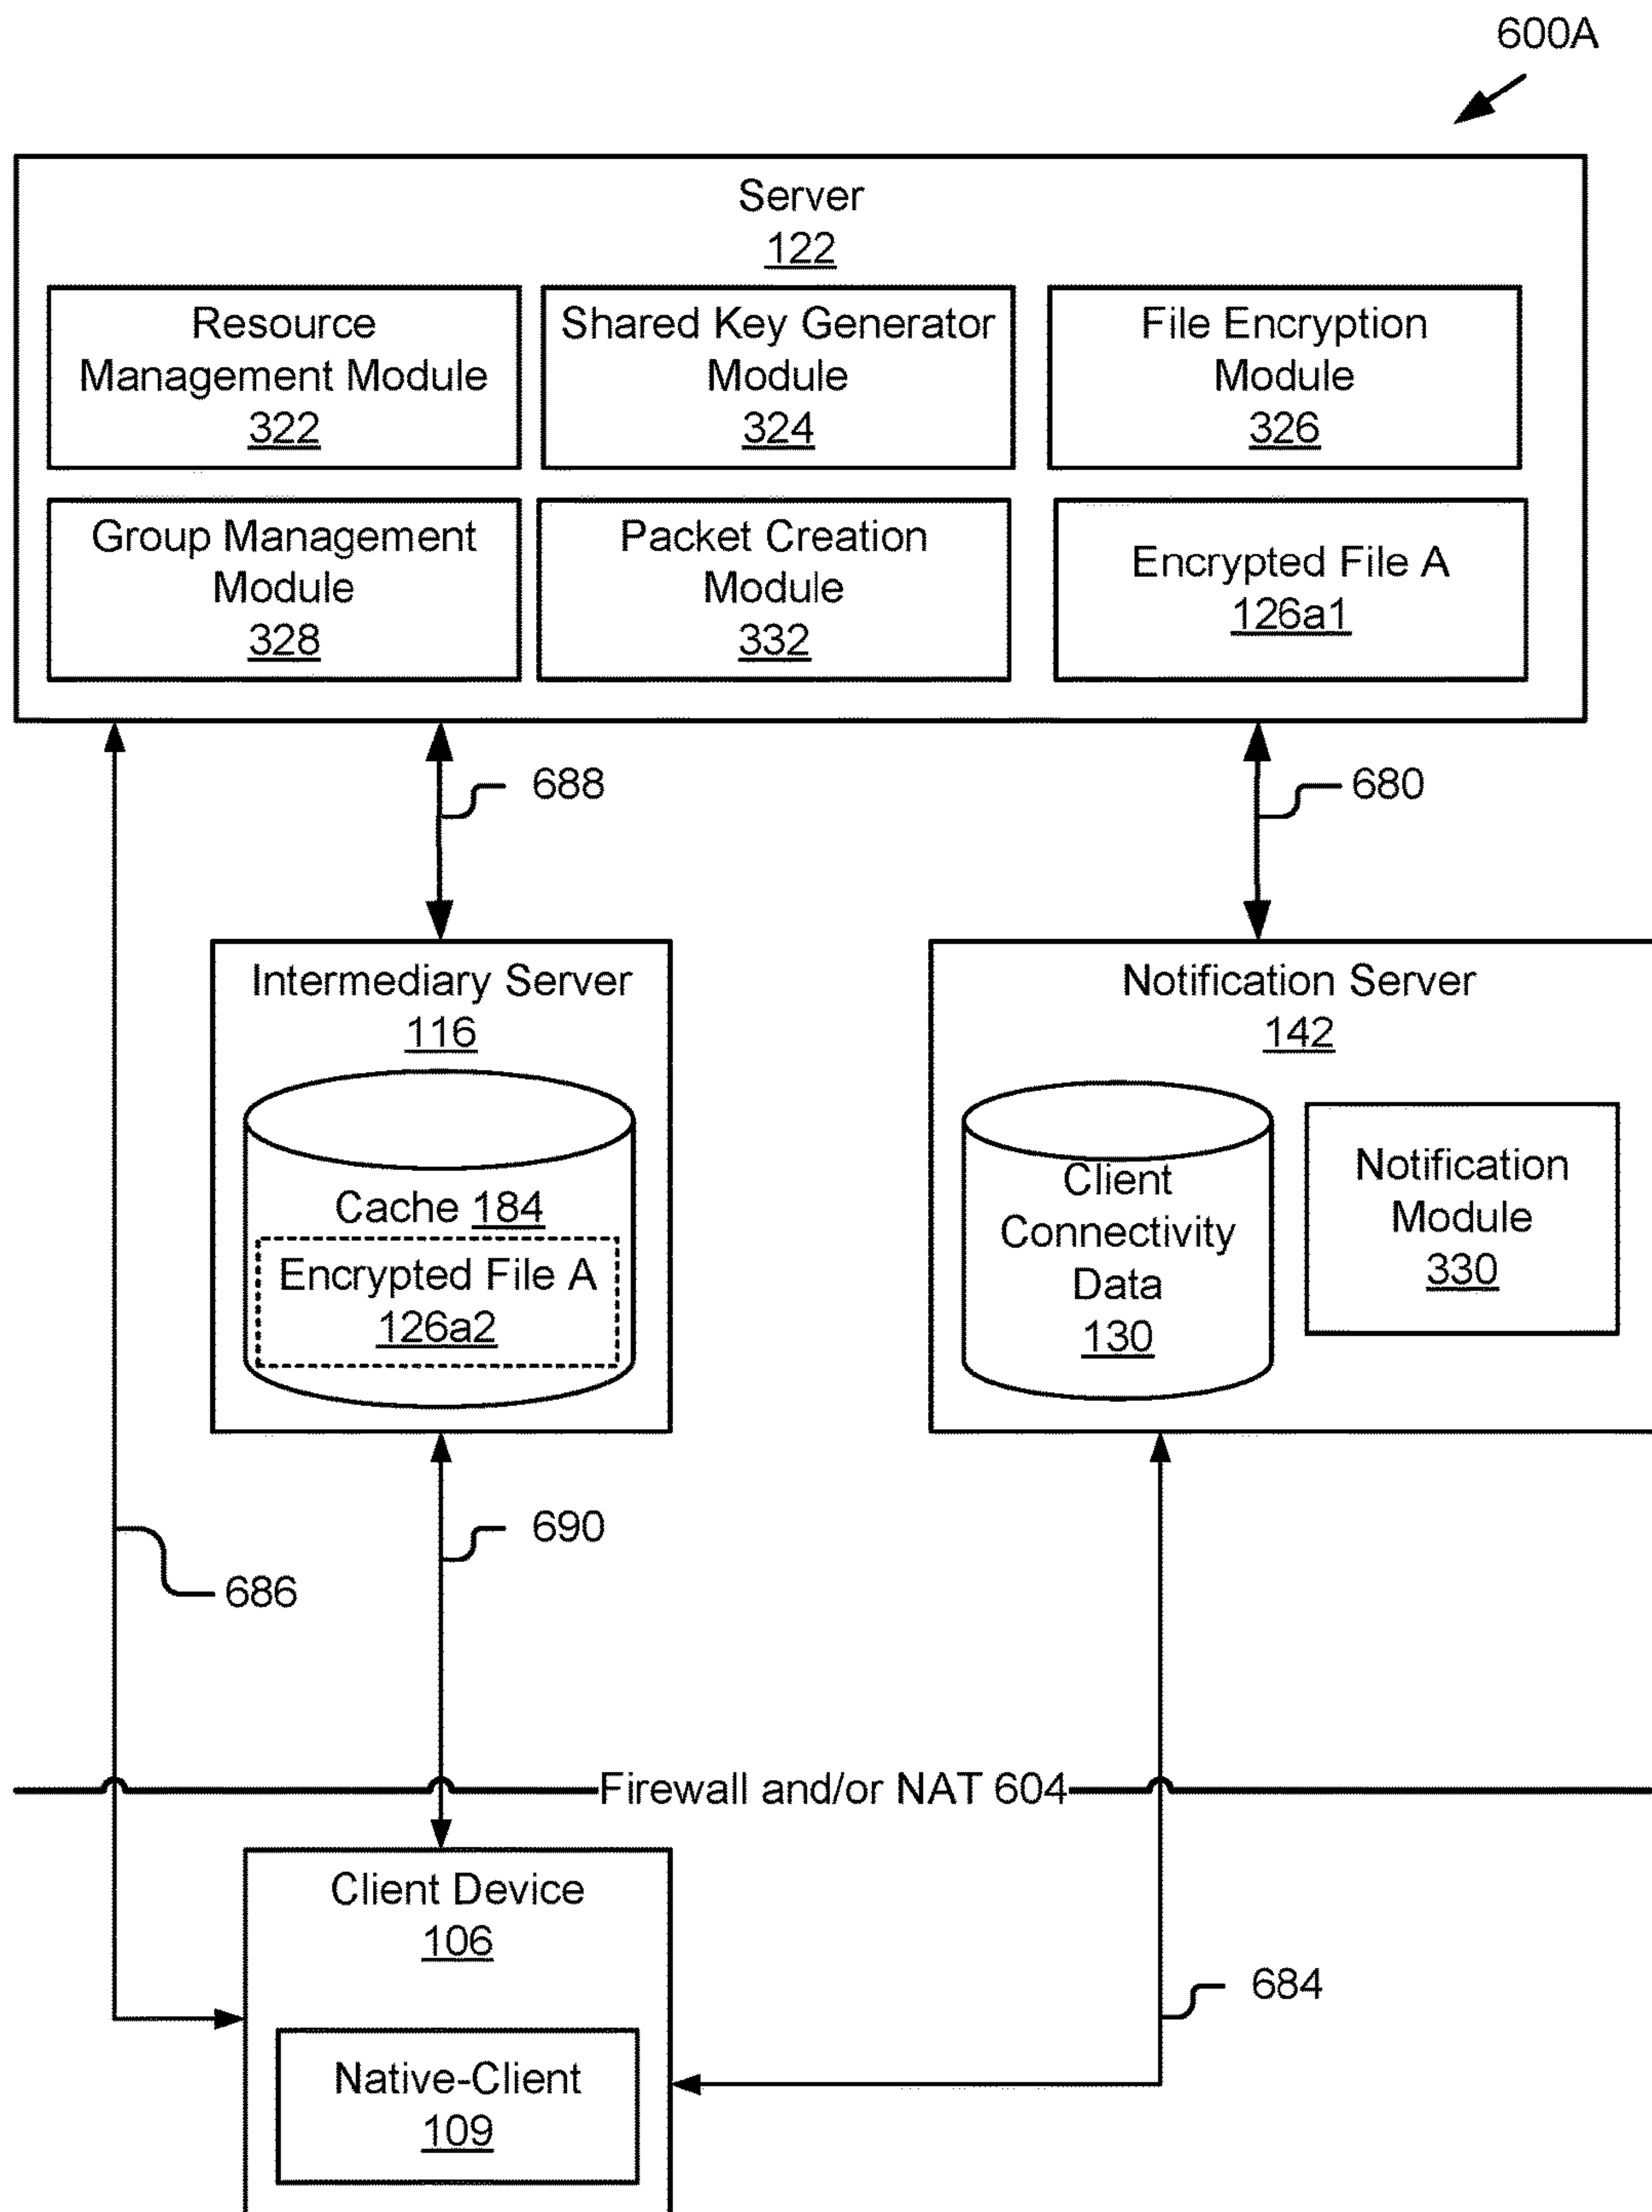 600A
Server
122
Resource
Management Module
322
Shared Key Generator
Module
324
File Encryption
Module
326
Group Management
Module
328
Packet Creation
Module
332
Encrypted File A
126a1
688
680
Intermediary Server
116
Cache 184
Encrypted File A
126a2
Notification Server
142
Client
Connectivity
Data
130
Notification
Module
330
690
686
Firewall and/or NAT 604
Client Device
106
Native-Client
109
684